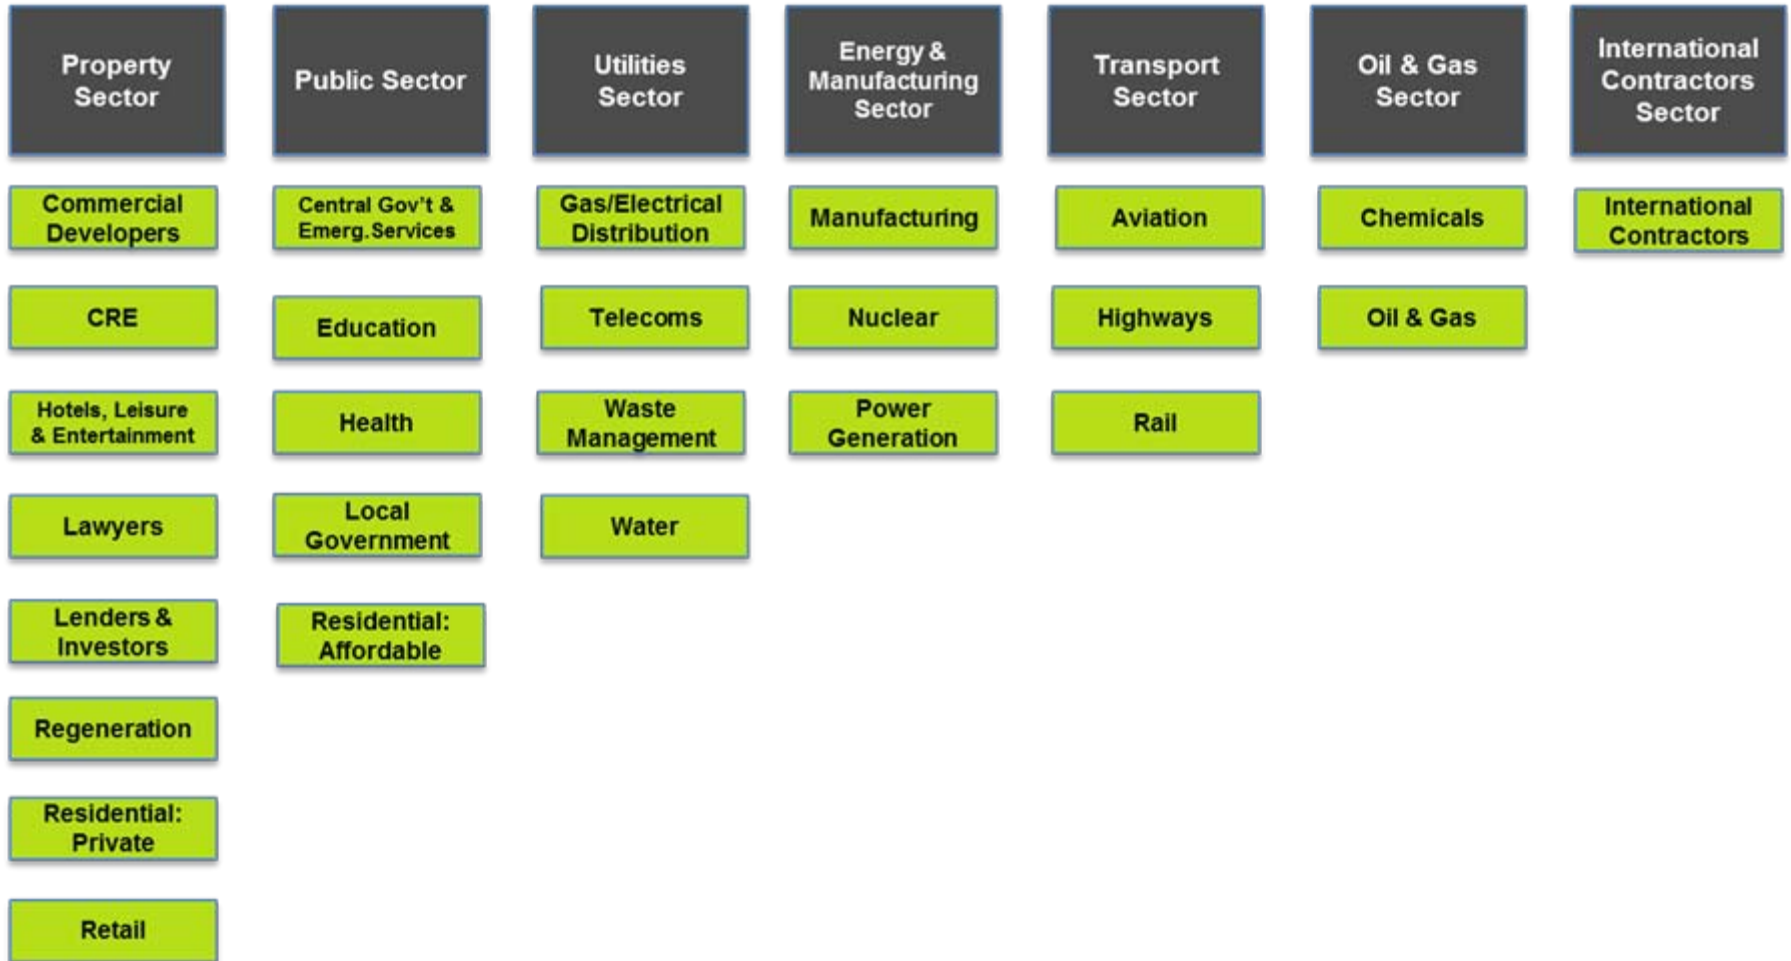 Property
Sector
Public Sector
Utilities
Sector
Energy &
Manufacturing
Sector
Transport
Sector
Oil & Gas
Sector
International
Contractors
Sector
Commercial
Developers
CRE
Hotels, Leisure
& Entertainment
Lawyers
Lenders &
Investors
Regeneration
Residential:
Private
Retail
Central Gov't &
Emerg.Services
Education
Health
Local
Government
Residential:
Affordable
Gas/Electrical
Distribution
Telecoms
Waste
Management
Water
Manufacturing
Nuclear
Power
Generation
Aviation
Highways
Rail
Chemicals
Oil & Gas
International
Contractors